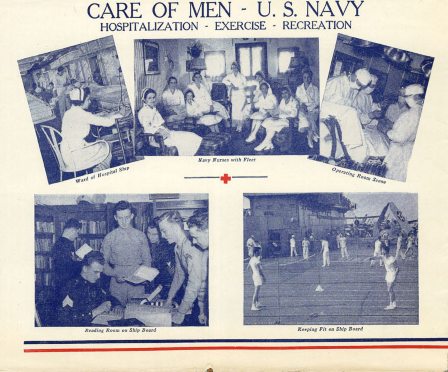 CARE OF MEN - U. S. NAVY
HOSPITALIZATION - EXERCISE - RECREATION
Ward of Hospital Ship
Navy Nurses with Fleet
Operating Room Scene
Reading Room on Ship Board
Keeping Fit on Ship Board